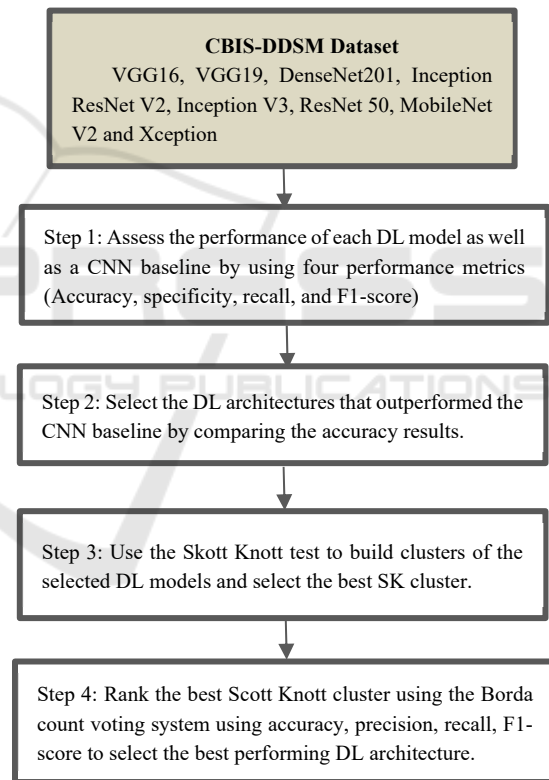 CBIS-DDSM Dataset
VGG16, VGG19, DenseNet201, Inception
ResNet V2, Inception V3, ResNet 50, MobileNet
V2 and Xception
Step 1: Assess the performance of each DL model as well
as a CNN baseline by using four performance metrics
(Accuracy, specificity, recall, and F1-score)
Step 2: Select the DL architectures that outperformed the
CNN baseline by comparing the accuracy results.
Step 3: Use the Skott Knott test to build clusters of the
selected DL models and select the best SK cluster.
Step 4: Rank the best Scott Knott cluster using the Borda
count voting system using accuracy, precision, recall, F1-
score to select the best performing DL architecture.